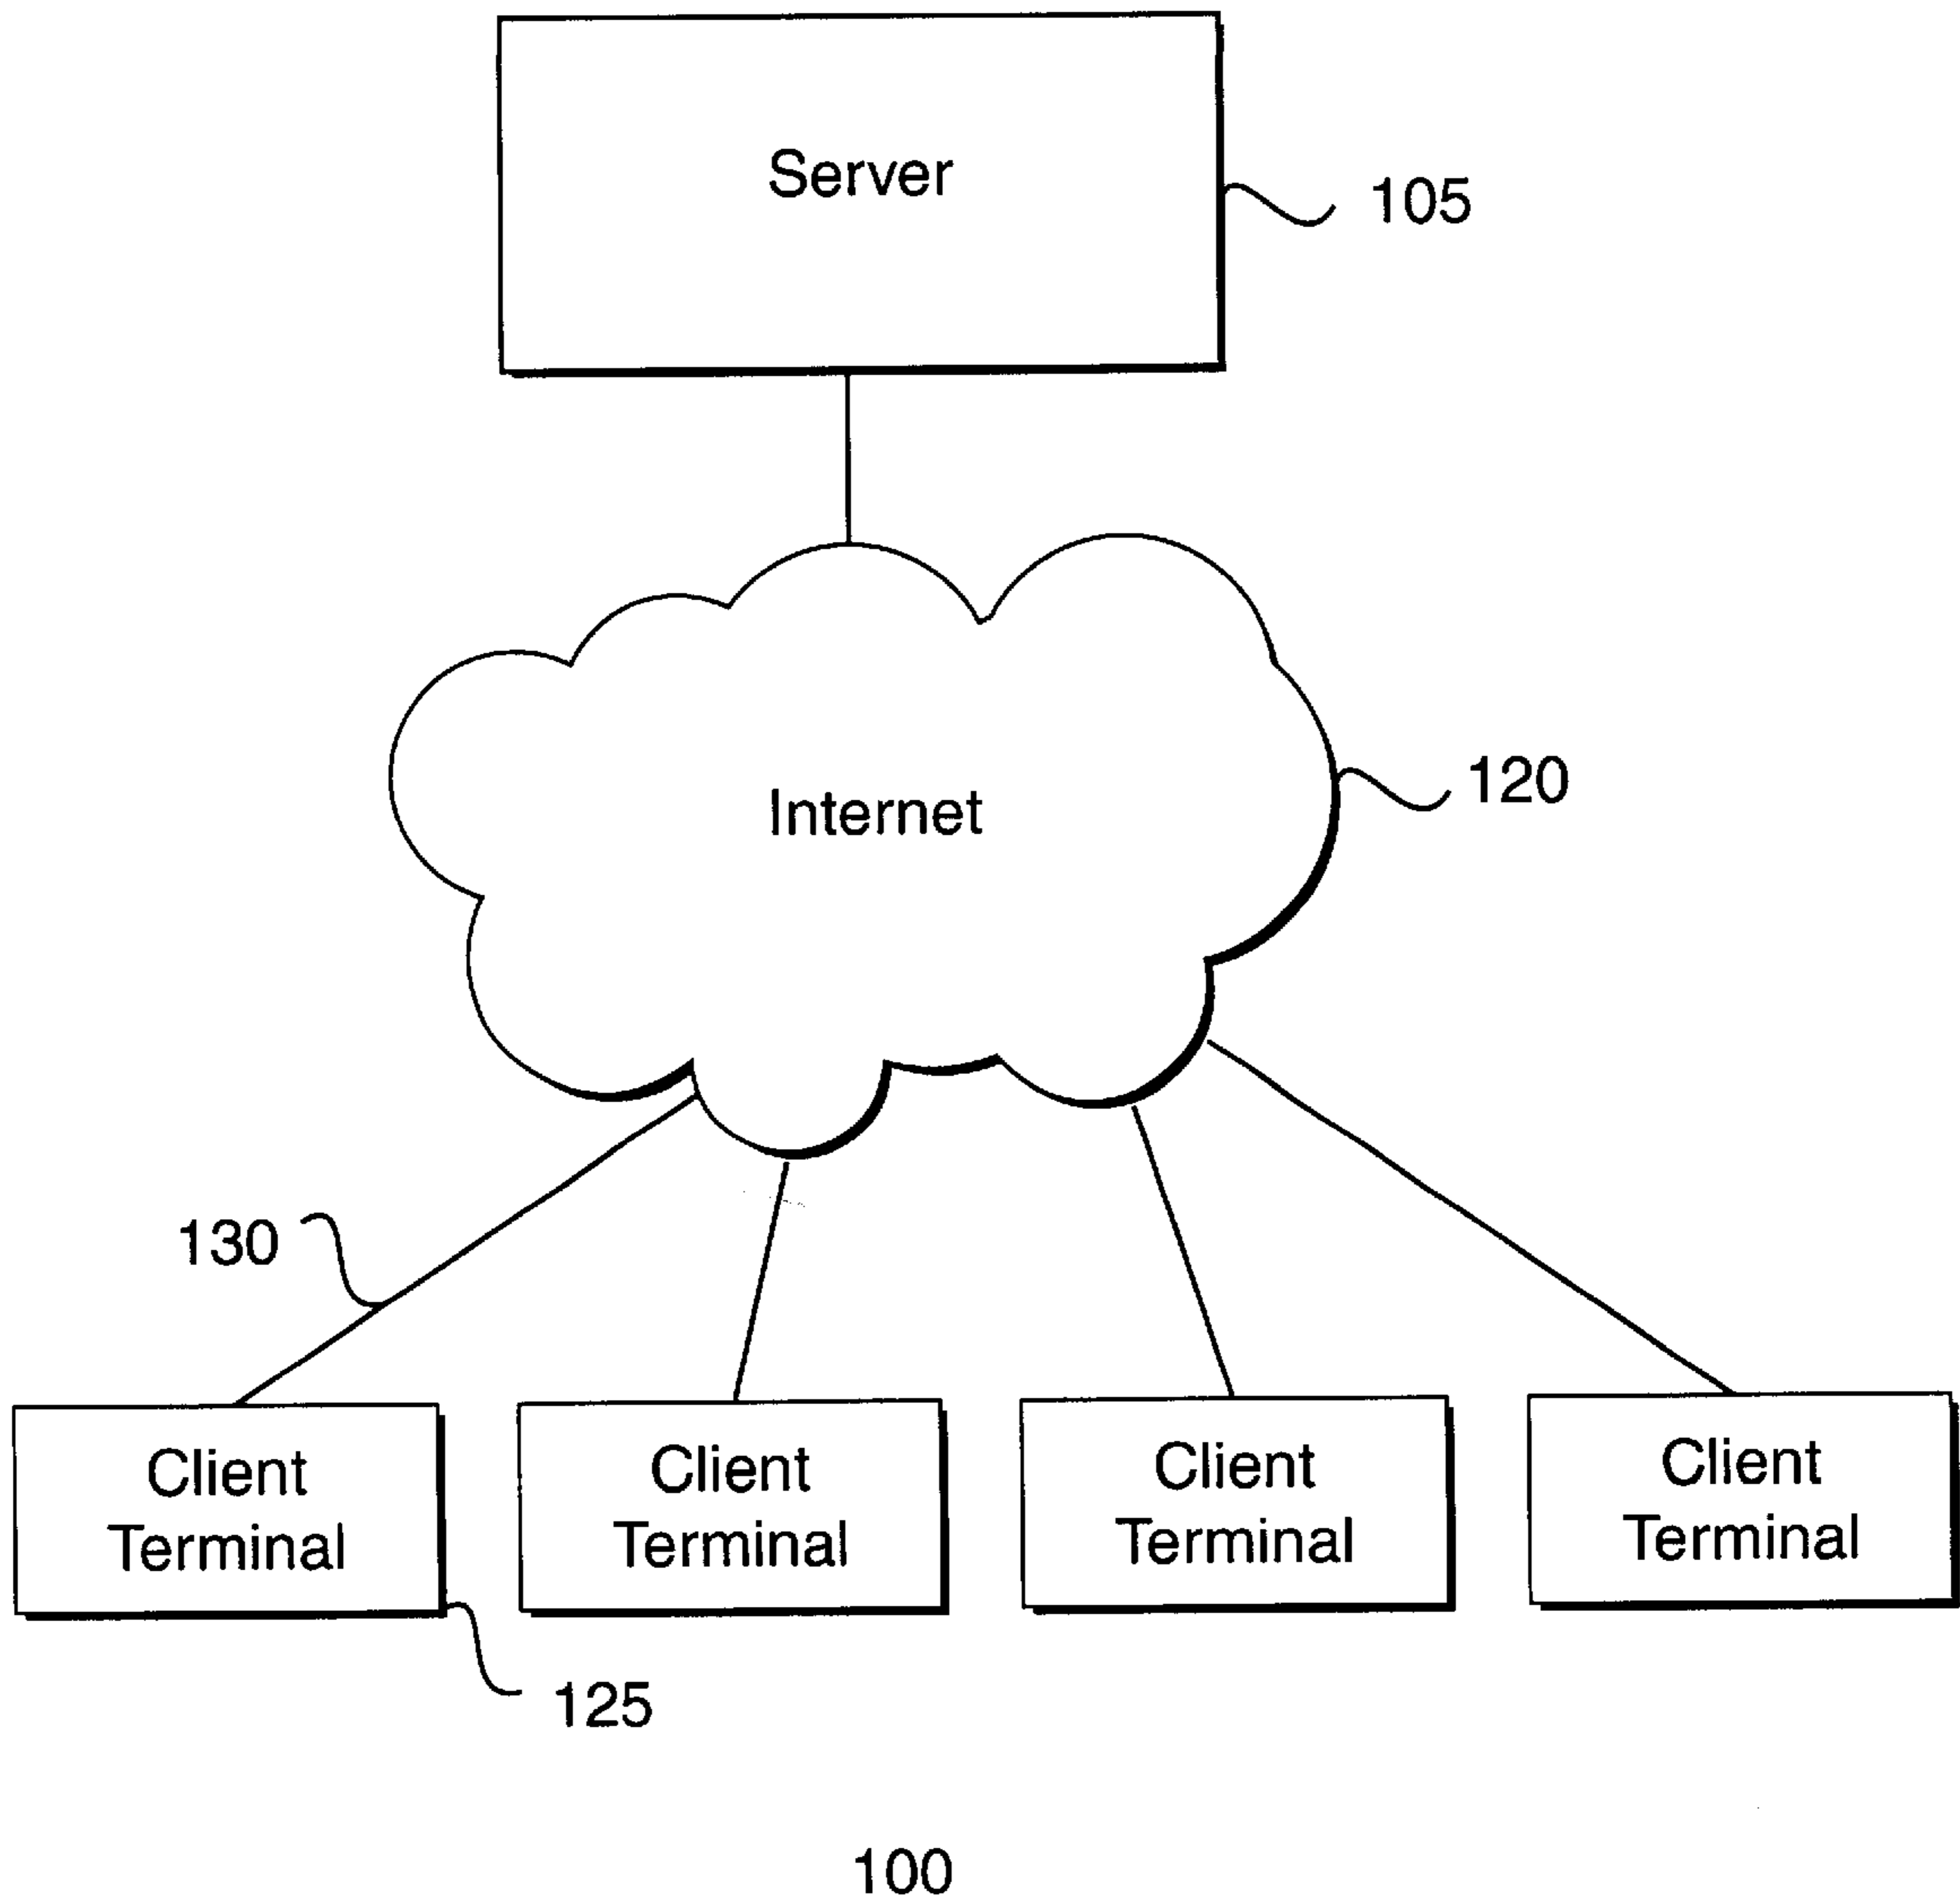 Server
105
Internet
120
130
Client
Terminal
Client
Terminal
Client
Terminal
Client
Terminal
125
100